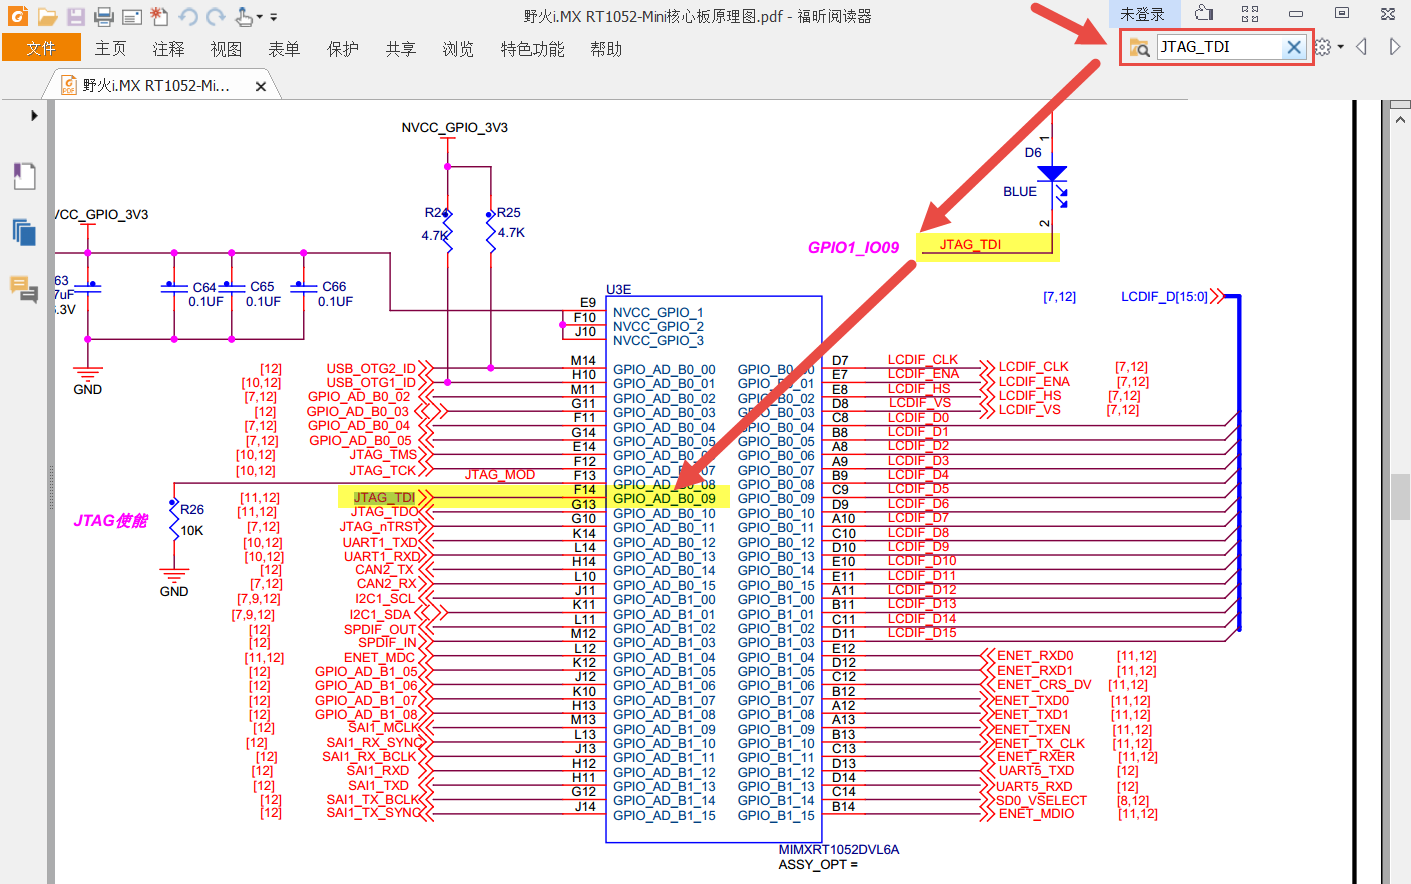 野火i.MX RT1052-Mini核心板原理图.pdf - 福昕阅读器
未登录
文件 主页 注释 视图 表单 保护 共享 浏览 特色功能 帮助
JTAG_TDI
野火i.MX RT1052-Mi...
NVCC_GPIO_3V3
1
D6
BLUE
2
GPIO1_IO09 JTAG_TDI
VCC_GPIO_3V3
R24 R25
4.7K 4.7K
63 C64 C65 C66
7uF 0.1UF 0.1UF 0.1UF
.3V
GND
U3E
[7,12] LCDIF_D[15:0]
E9 NVCC_GPIO_1
F10 NVCC_GPIO_2
J10 NVCC_GPIO_3
[12] USB_OTG2_ID M14 GPIO_AD_B0_00 GPIO_B0_00 D7 LCDIF_CLK LCDIF_CLK [7,12]
[10,12] USB_OTG1_ID H10 GPIO_AD_B0_01 GPIO_B0_01 E7 LCDIF_ENA LCDIF_ENA [7,12]
[7,12] GPIO_AD_B0_02 M11 GPIO_AD_B0_02 GPIO_B0_02 E8 LCDIF_HS LCDIF_HS [7,12]
[12] GPIO_AD_B0_03 G11 GPIO_AD_B0_03 GPIO_B0_03 D8 LCDIF_VS LCDIF_VS [7,12]
[7,12] GPIO_AD_B0_04 F11 GPIO_AD_B0_04 GPIO_B0_04 C8 LCDIF_D0
[7,12] GPIO_AD_B0_05 G14 GPIO_AD_B0_05 GPIO_B0_05 B8 LCDIF_D1
[10,12] JTAG_TMS E14 GPIO_AD_B0_06 GPIO_B0_06 A8 LCDIF_D2
[10,12] JTAG_TCK F12 GPIO_AD_B0_07 GPIO_B0_07 A9 LCDIF_D3
JTAG_MOD F13 GPIO_AD_B0_08 GPIO_B0_08 B9 LCDIF_D4
[11,12] JTAG_TDI F14 GPIO_AD_B0_09 GPIO_B0_09 C9 LCDIF_D5
[11,12] JTAG_TDO G13 GPIO_AD_B0_10 GPIO_B0_10 D9 LCDIF_D6
[7,12] JTAG_nTRST G10 GPIO_AD_B0_11 GPIO_B0_11 A10 LCDIF_D7
[10,12] UART1_TXD K14 GPIO_AD_B0_12 GPIO_B0_12 C10 LCDIF_D8
[10,12] UART1_RXD L14 GPIO_AD_B0_13 GPIO_B0_13 D10 LCDIF_D9
[12] CAN2_TX H14 GPIO_AD_B0_14 GPIO_B0_14 E10 LCDIF_D10
[7,12] CAN2_RX L10 GPIO_AD_B0_15 GPIO_B0_15 E11 LCDIF_D11
[7,9,12] I2C1_SCL J11 GPIO_AD_B1_00 GPIO_B1_00 A11 LCDIF_D12
[7,9,12] I2C1_SDA K11 GPIO_AD_B1_01 GPIO_B1_01 B11 LCDIF_D13
[12] SPDIF_OUT L11 GPIO_AD_B1_02 GPIO_B1_02 C11 LCDIF_D14
[12] SPDIF_IN M12 GPIO_AD_B1_03 GPIO_B1_03 D11 LCDIF_D15
[11,12] ENET_MDC L12 GPIO_AD_B1_04 GPIO_B1_04 E12 ENET_RXD0 [11,12]
[12] GPIO_AD_B1_05 K12 GPIO_AD_B1_05 GPIO_B1_05 D12 ENET_RXD1 [11,12]
[12] GPIO_AD_B1_06 J12 GPIO_AD_B1_06 GPIO_B1_06 C12 ENET_CRS_DV [11,12]
[12] GPIO_AD_B1_07 K10 GPIO_AD_B1_07 GPIO_B1_07 B12 ENET_TXD0 [11,12]
[12] GPIO_AD_B1_08 H13 GPIO_AD_B1_08 GPIO_B1_08 A12 ENET_TXD1 [11,12]
[12] SAI1_MCLK M13 GPIO_AD_B1_09 GPIO_B1_09 A13 ENET_TXEN [11,12]
[12] SAI1_RX_SYNC L13 GPIO_AD_B1_10 GPIO_B1_10 B13 ENET_TX_CLK [11,12]
[12] SAI1_RX_BCLK J13 GPIO_AD_B1_11 GPIO_B1_11 C13 ENET_RXER [11,12]
[12] SAI1_RXD H12 GPIO_AD_B1_12 GPIO_B1_12 D13 UART5_TXD [12]
[12] SAI1_TXD H11 GPIO_AD_B1_13 GPIO_B1_13 D14 UART5_RXD [12]
[12] SAI1_TX_BCLK G12 GPIO_AD_B1_14 GPIO_B1_14 C14 SD0_VSELECT [8,12]
[12] SAI1_TX_SYNC J14 GPIO_AD_B1_15 GPIO_B1_15 B14 ENET_MDIO [11,12]
JTAG使能
R26
10K
GND
MIMXRT1052DVL6A
ASSY_OPT =